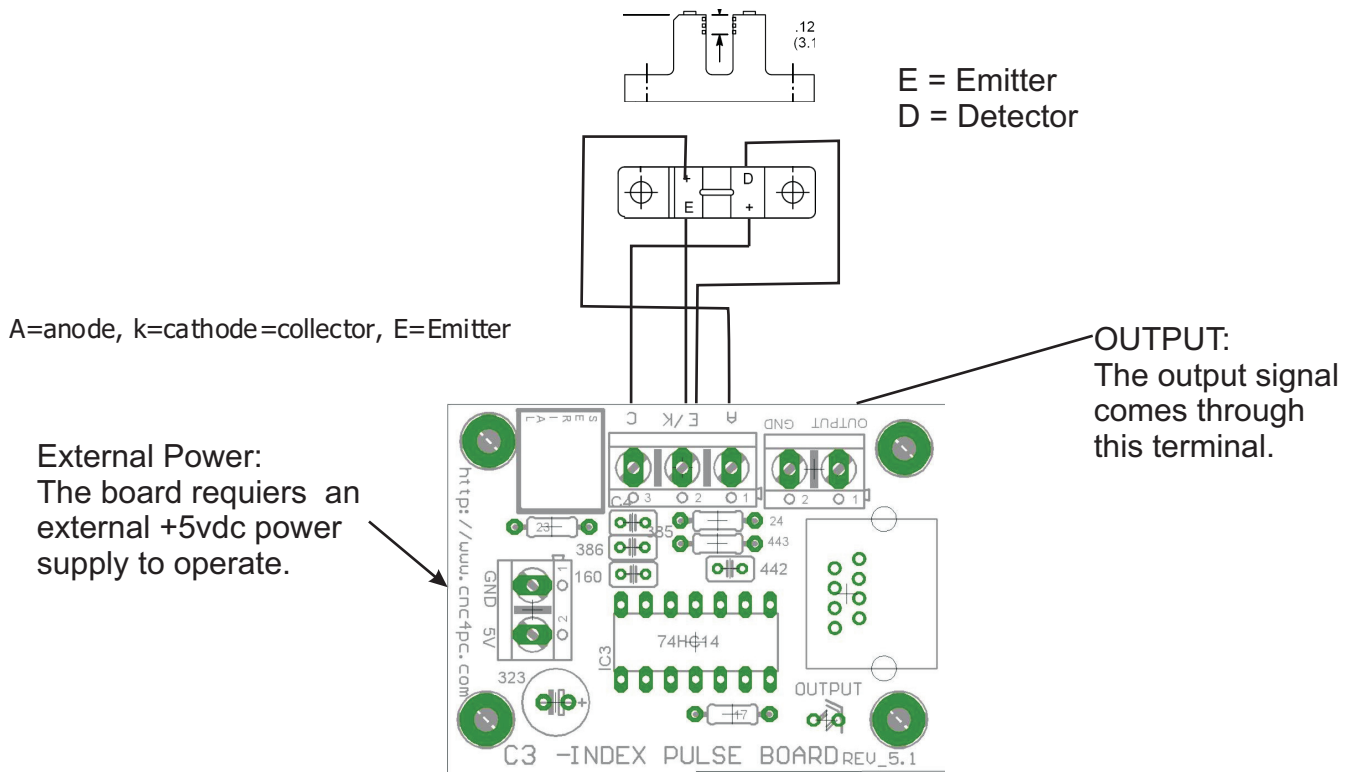 .12
(3.1
E = Emitter
D = Detector
+ D
E +
A=anode, k=cathode=collector, E=Emitter
OUTPUT:
The output signal
comes through
this terminal.
External Power:
The board requiers an
external +5vdc power
supply to operate.
SERIAL
C E/K A
GND OUTPUT
http://www.cnc4pc.com
C4 3 2 1
2 1
23
385
24
386
443
160
442
GND 1
5V 2
74HC14
IC3
323
+
17
OUTPUT
C3 -INDEX PULSE BOARD REV_5.1